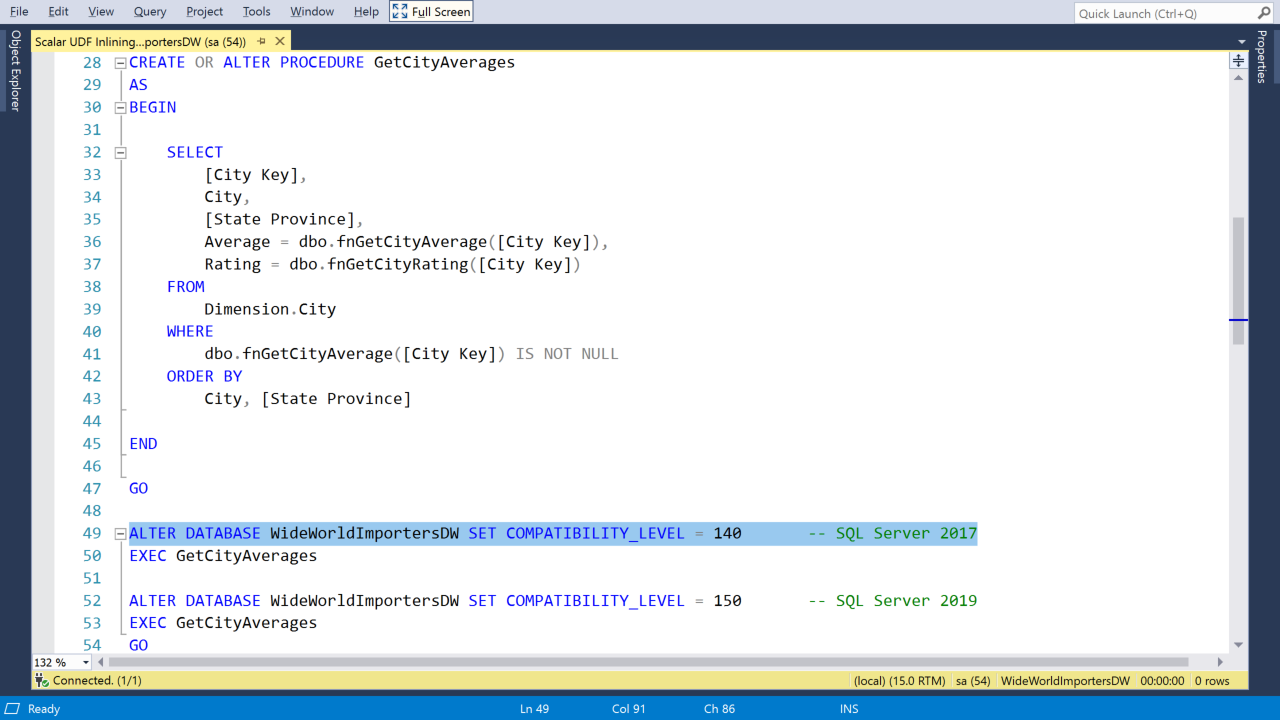 File Edit View Query Project Tools Window Help Full Screen
Quick Launch (Ctrl+Q)
Object Explorer
Scalar UDF Inlining...portersDW (sa (54))
Properties
28 CREATE OR ALTER PROCEDURE GetCityAverages
29 AS
30 BEGIN
31
32 SELECT
33 [City Key],
34 City,
35 [State Province],
36 Average = dbo.fnGetCityAverage([City Key]),
37 Rating = dbo.fnGetCityRating([City Key])
38 FROM
39 Dimension.City
40 WHERE
41 dbo.fnGetCityAverage([City Key]) IS NOT NULL
42 ORDER BY
43 City, [State Province]
44
45 END
46
47 GO
48
49 ALTER DATABASE WideWorldImportersDW SET COMPATIBILITY_LEVEL = 140 -- SQL Server 2017
50 EXEC GetCityAverages
51
52 ALTER DATABASE WideWorldImportersDW SET COMPATIBILITY_LEVEL = 150 -- SQL Server 2019
53 EXEC GetCityAverages
54 GO
132 %
Connected. (1/1) (local) (15.0 RTM) sa (54) WideWorldImportersDW 00:00:00 0 rows
Ready Ln 49 Col 91 Ch 86 INS